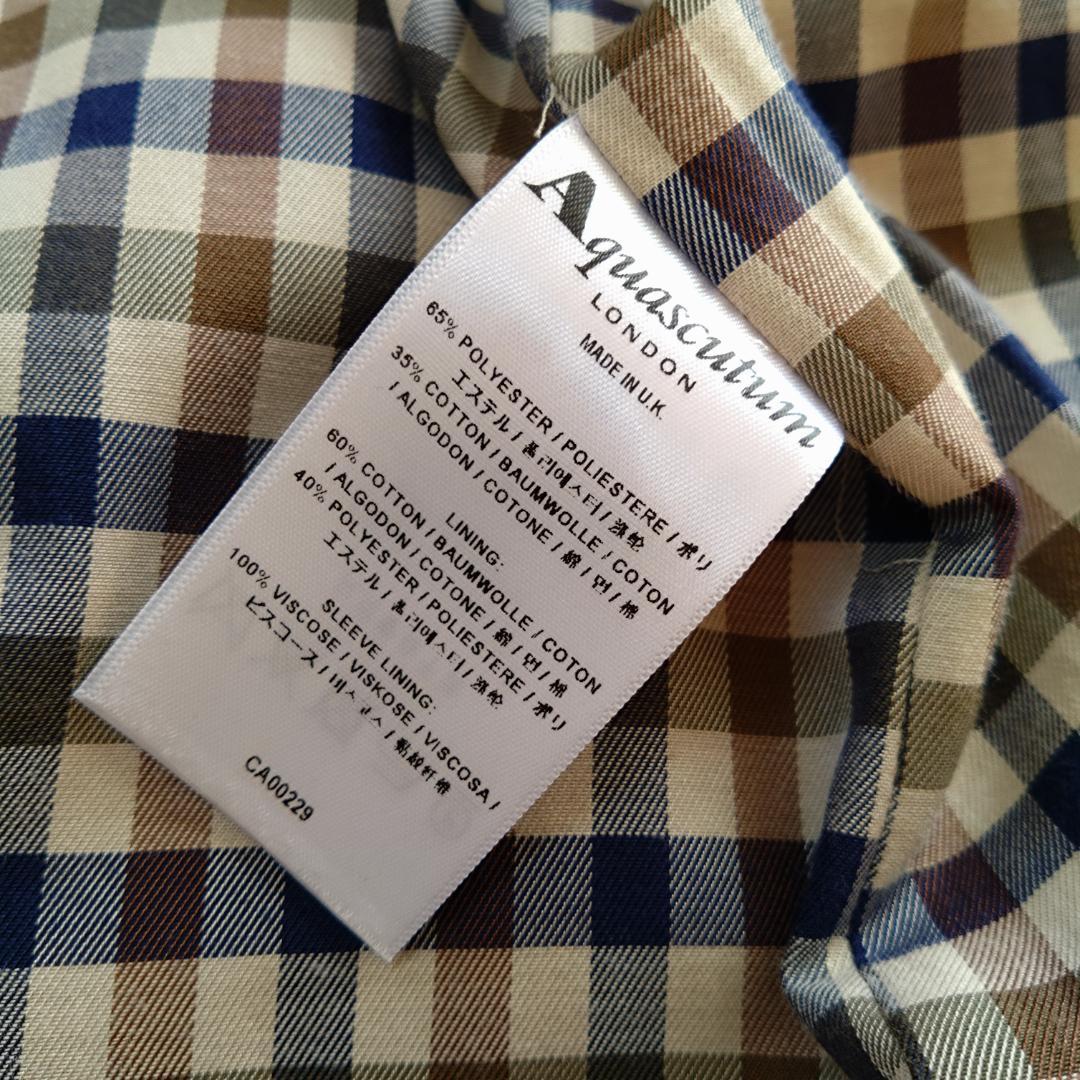 Aquascutum
LONDON
MADE IN U.K.
65% POLYESTER / POLIESTERE / ポリ
エステル / 폴리에스터 / 涤纶
35% COTTON / BAUMWOLLE / COTON
/ ALGODON / COTONE / 綿 / 면 / 棉
LINING:
60% COTTON / BAUMWOLLE / COTON
/ ALGODON / COTONE / 綿 / 면 / 棉
40% POLYESTER / POLIESTERE / ポリ
エステル / 폴리에스터 / 涤纶
SLEEVE LINING:
100% VISCOSE / VISKOSE / VISCOSA /
ビスコース / 비스코스 / 黏胶纤维
CA00229